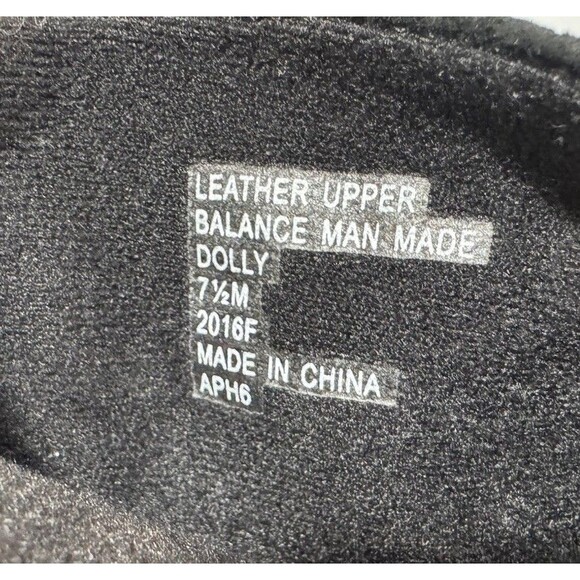 LEATHER UPPER
BALANCE MAN MADE
DOLLY
7½M
2016F
MADE IN CHINA
APH6